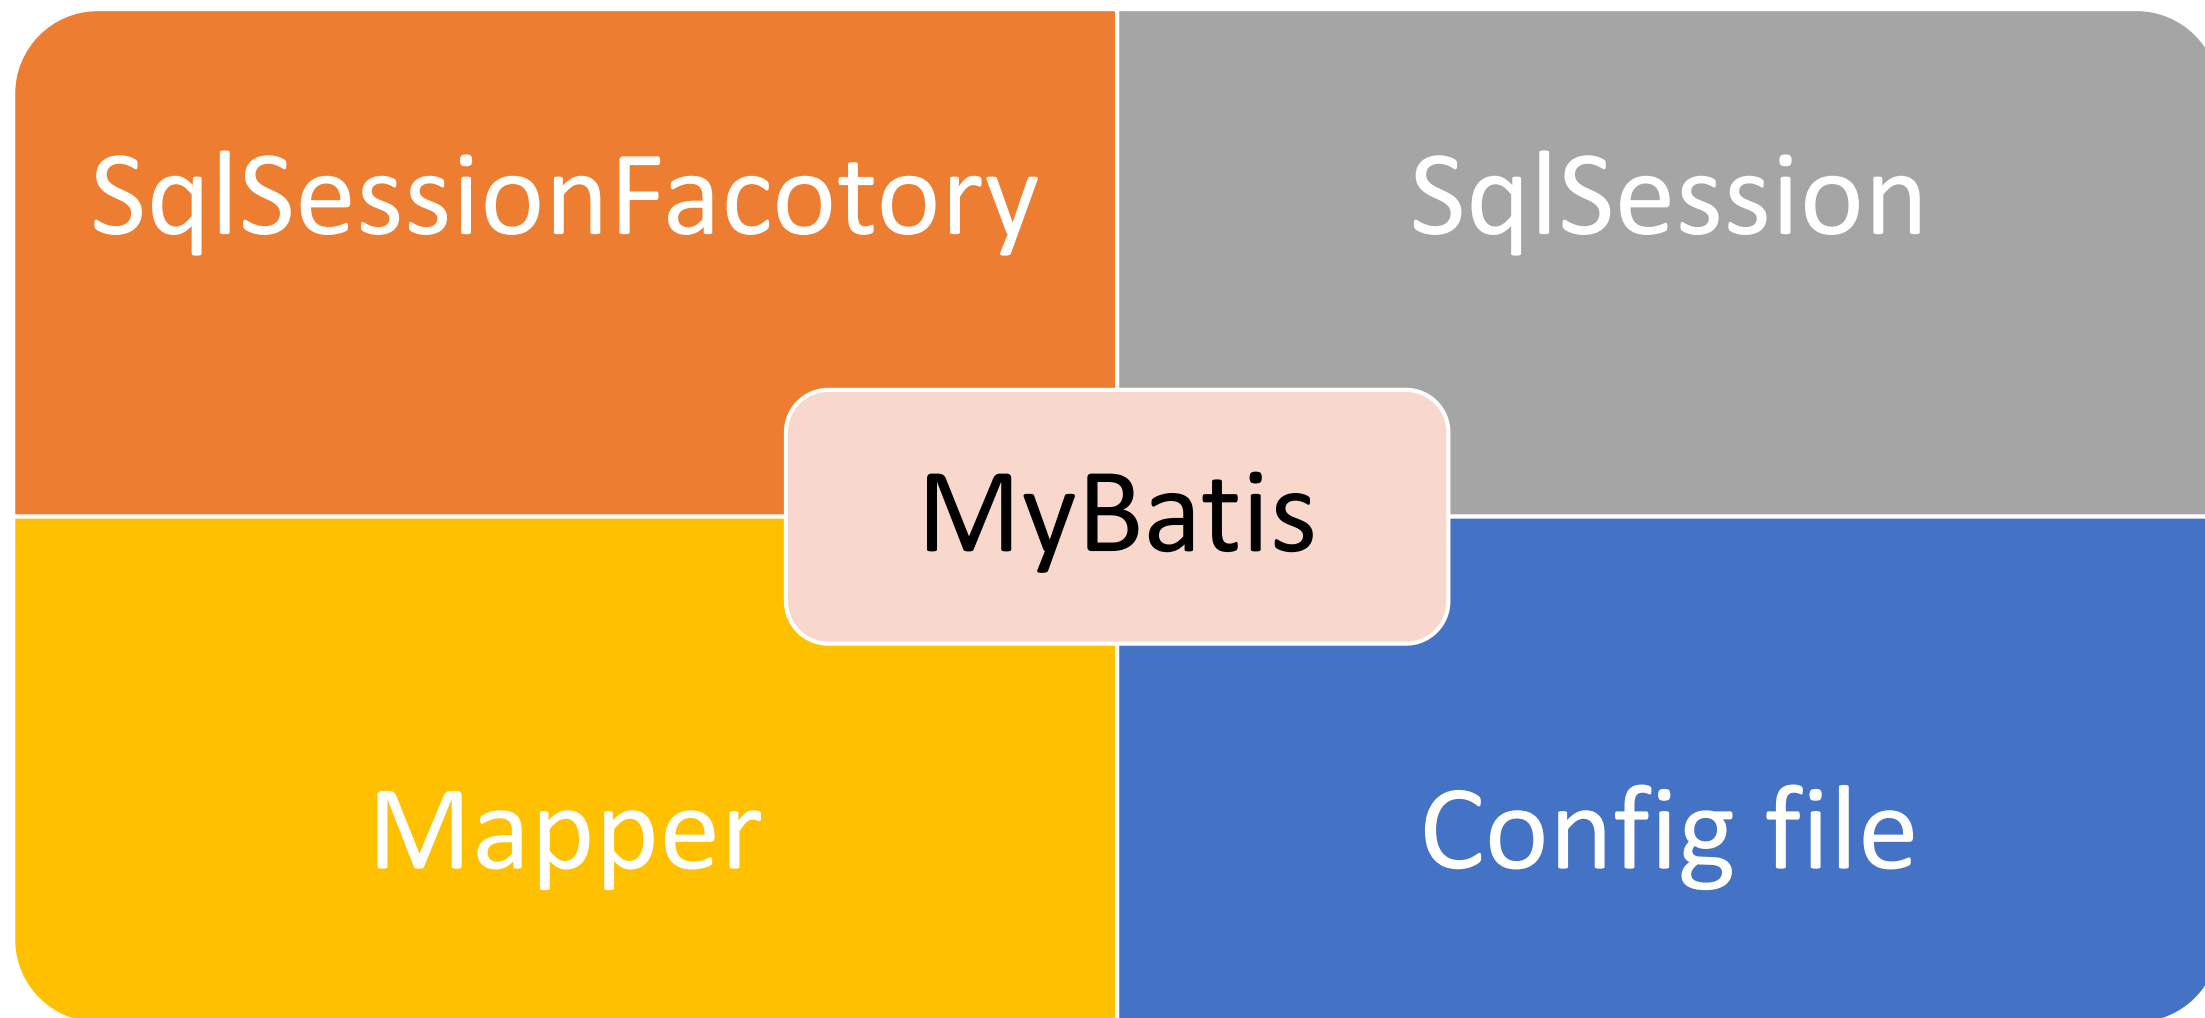 SqlSessionFacotory
SqlSession
MyBatis
Mapper
Config file